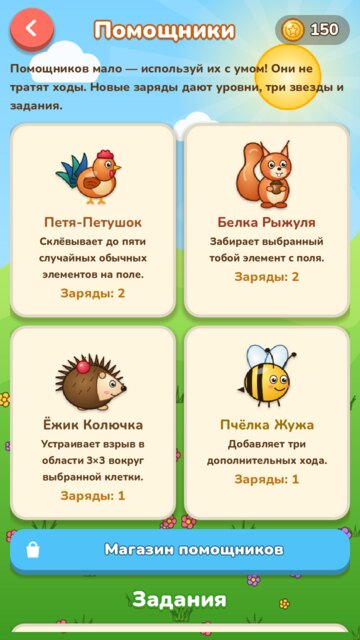 Помощники
150
Помощников мало — используй их с умом! Они не
тратят ходы. Новые заряды дают уровни, три звезды и
задания.
Петя-Петушок
Склёвывает до пяти
случайных обычных
элементов на поле.
Заряды: 2
Белка Рыжуля
Забирает выбранный
тобой элемент с поля.
Заряды: 2
Ёжик Колючка
Устраивает взрыв в
области 3×3 вокруг
выбранной клетки.
Заряды: 1
Пчёлка Жужа
Добавляет три
дополнительных хода.
Заряды: 1
Магазин помощников
Задания